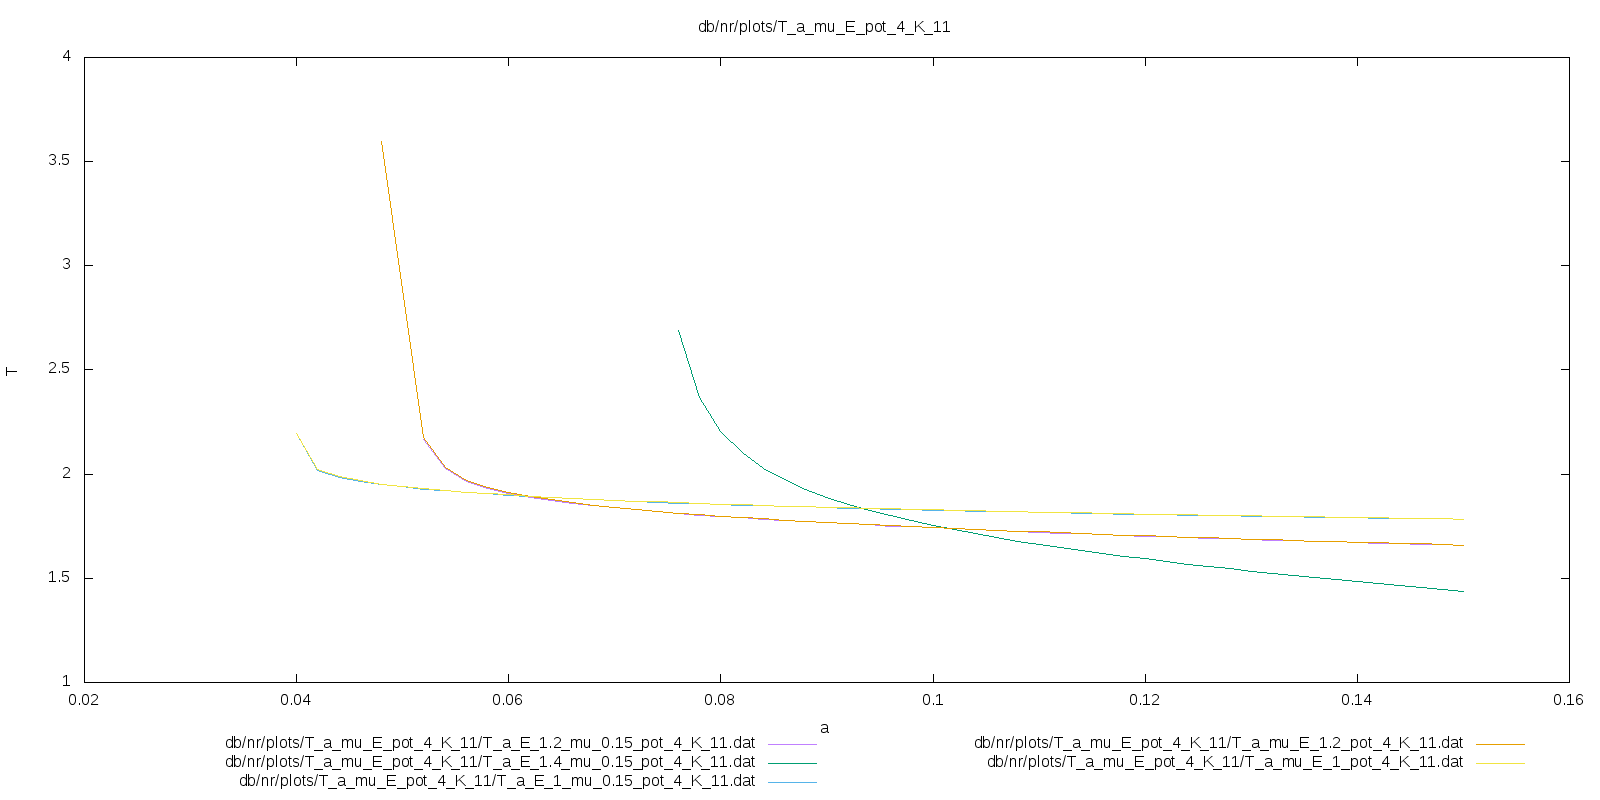 db/nr/plots/T_a_mu_E_pot_4_K_11
4
3.5
3
2.5
2
1.5
1
T
0.02 0.04 0.06 0.08 0.1 0.12 0.14 0.16
a
db/nr/plots/T_a_mu_E_pot_4_K_11/T_a_E_1.2_mu_0.15_pot_4_K_11.dat
db/nr/plots/T_a_mu_E_pot_4_K_11/T_a_E_1.4_mu_0.15_pot_4_K_11.dat
db/nr/plots/T_a_mu_E_pot_4_K_11/T_a_E_1_mu_0.15_pot_4_K_11.dat
db/nr/plots/T_a_mu_E_pot_4_K_11/T_a_mu_E_1.2_pot_4_K_11.dat
db/nr/plots/T_a_mu_E_pot_4_K_11/T_a_mu_E_1_pot_4_K_11.dat